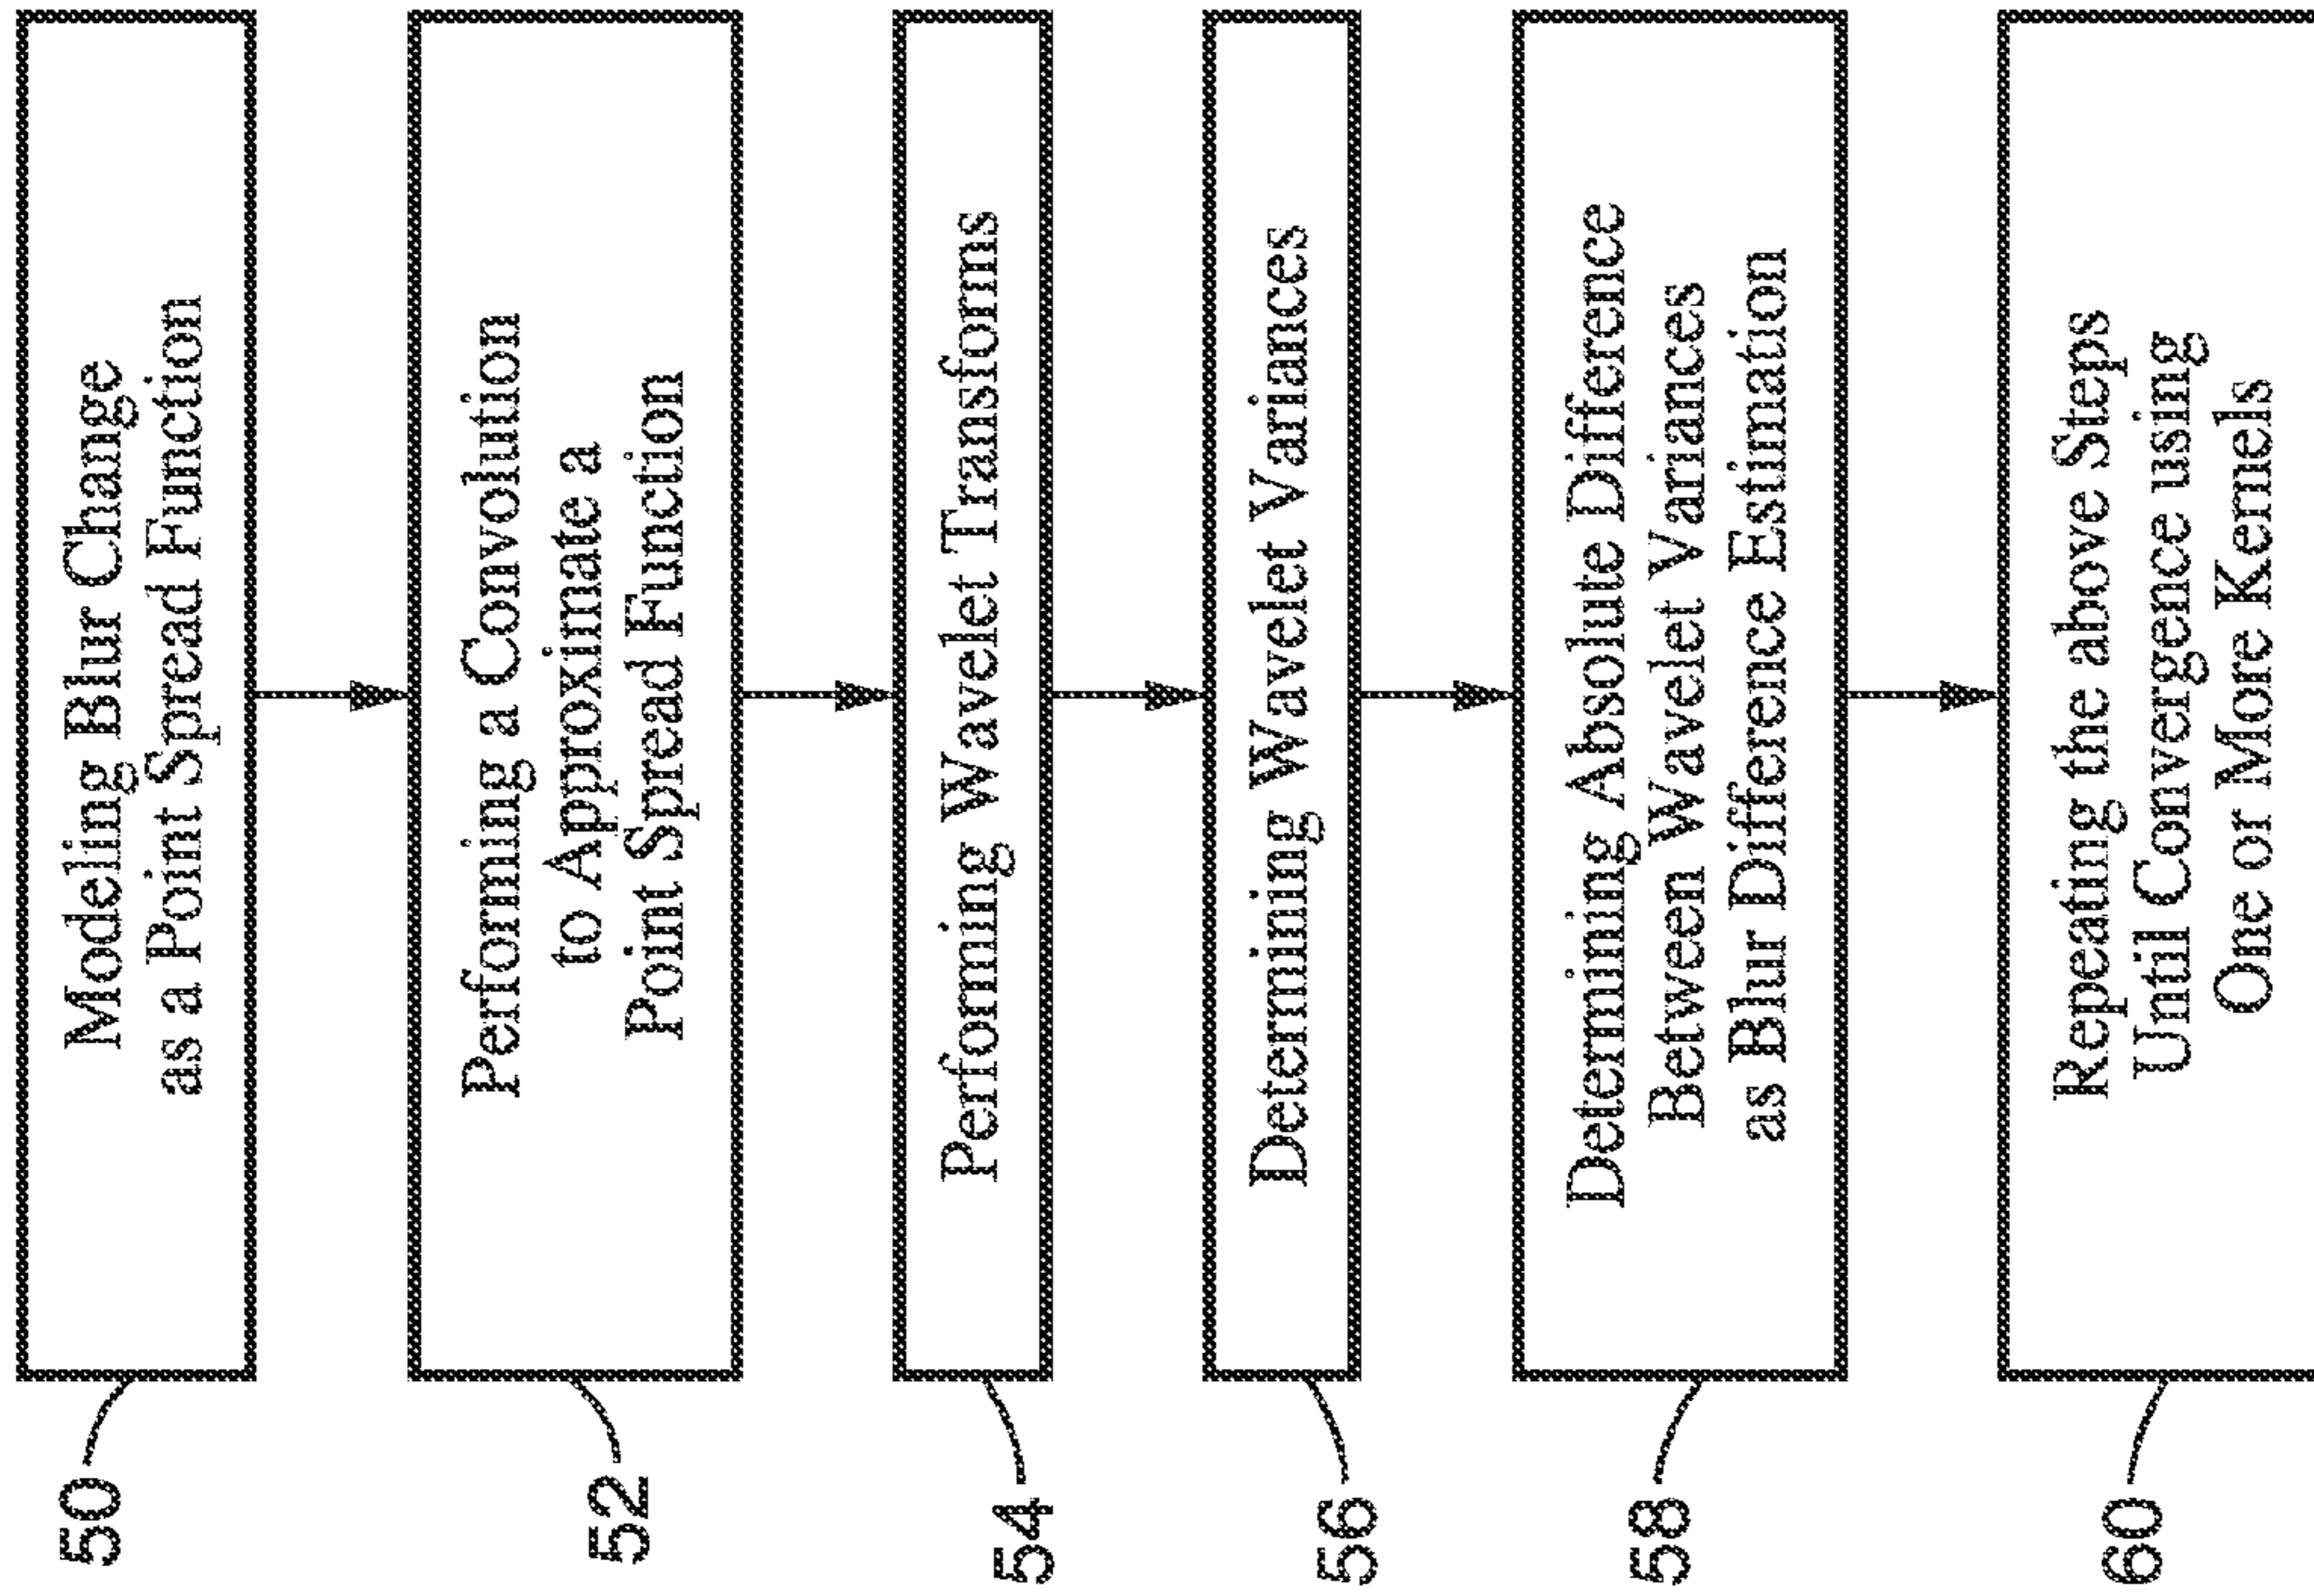 50
Modeling Blur Change
as a Point Spread Function
52
Performing a Convolution
to Approximate a
Point Spread Function
54
Performing Wavelet Transforms
56
Determining Wavelet Variances
58
Determining Absolute Difference
Between Wavelet Variances
as Blur Difference Estimation
60
Repeating the above Steps
Until Convergence using
One or More Kernels